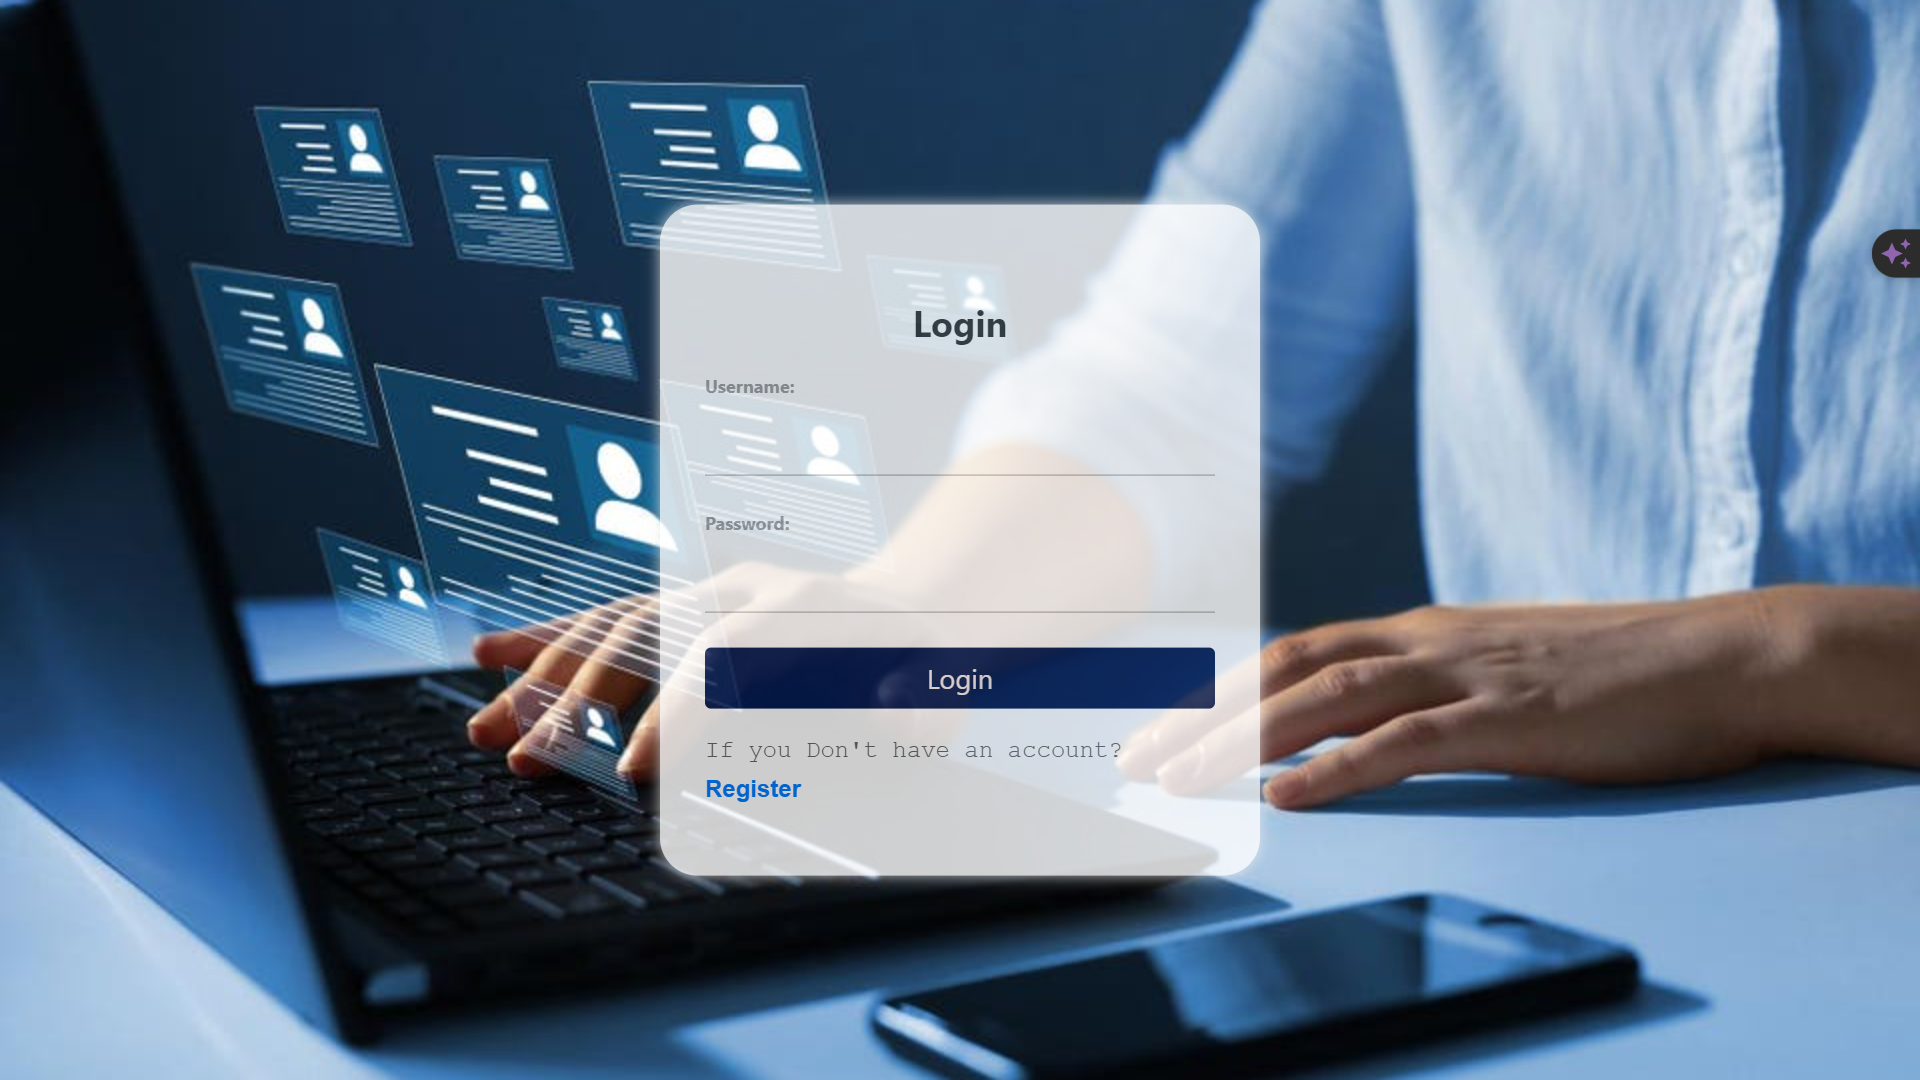 Login
Username:
Password:
Login
If you Don't have an account?
Register